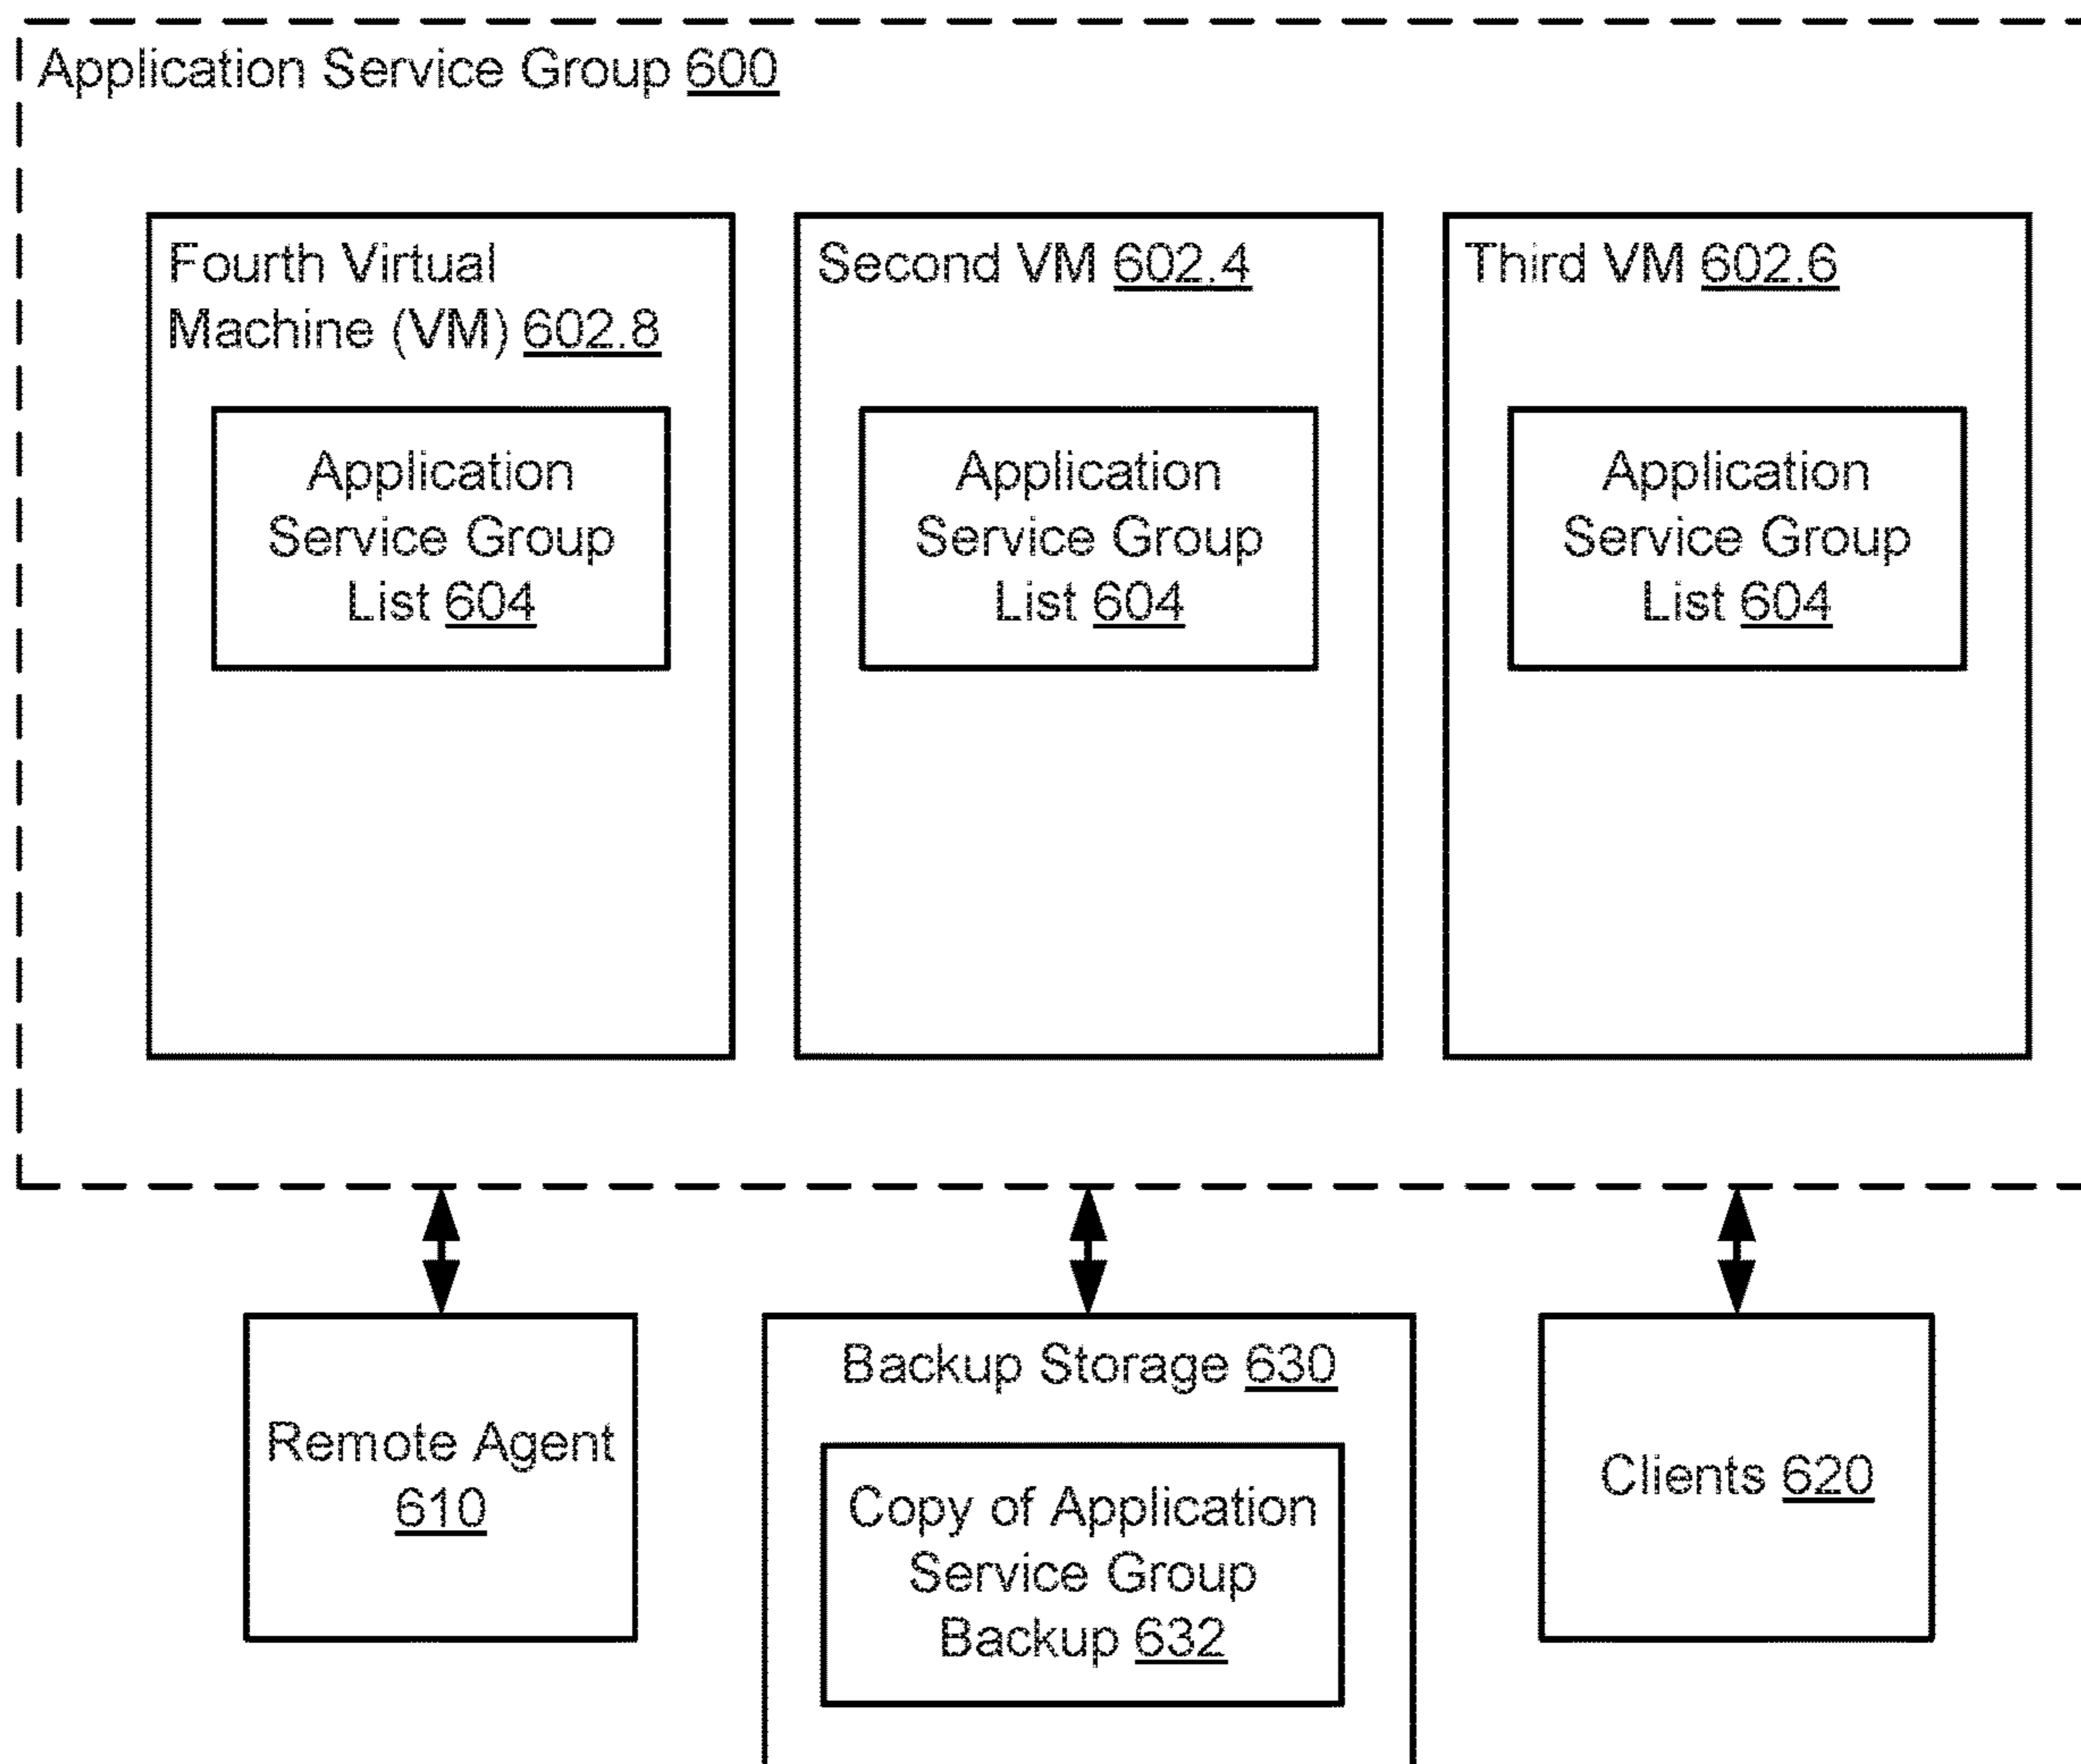 Application Service Group 600
Fourth Virtual
Machine (VM) 602.8
Second VM 602.4
Third VM 602.6
Application
Service Group
List 604
Application
Service Group
List 604
Application
Service Group
List 604
Remote Agent
610
Backup Storage 630
Copy of Application
Service Group
Backup 632
Clients 620